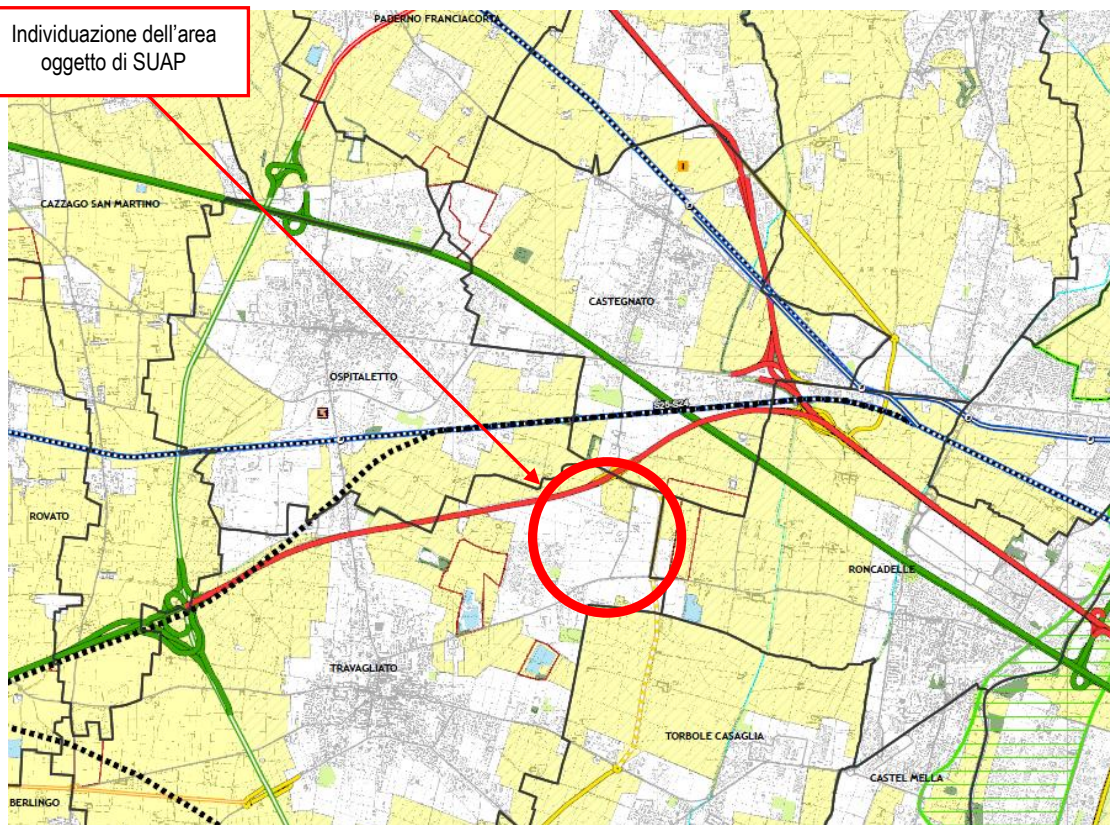 Individuazione dell'area
oggetto di SUAP
PADERNO FRANCIACORTA
CAZZAGO SAN MARTINO
CASTEGNATO
OSPITALETTO
ROVATO
RONCADELLE
TRAVAGLIATO
TORBOLE CASAGLIA
CASTEL MELLA
BERLINGO